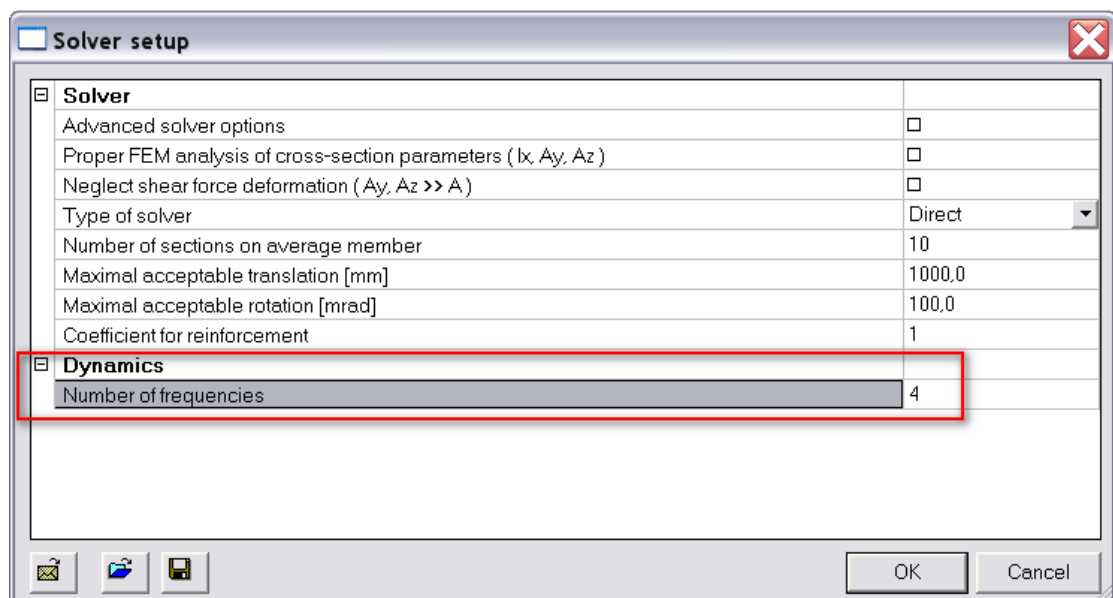 Solver setup
Solver
Advanced solver options
Proper FEM analysis of cross-section parameters ( Ix, Ay, Az )
Neglect shear force deformation ( Ay, Az >> A )
Type of solver Direct
Number of sections on average member 10
Maximal acceptable translation [mm] 1000,0
Maximal acceptable rotation [mrad] 100,0
Coefficient for reinforcement 1
Dynamics
Number of frequencies 4
OK Cancel